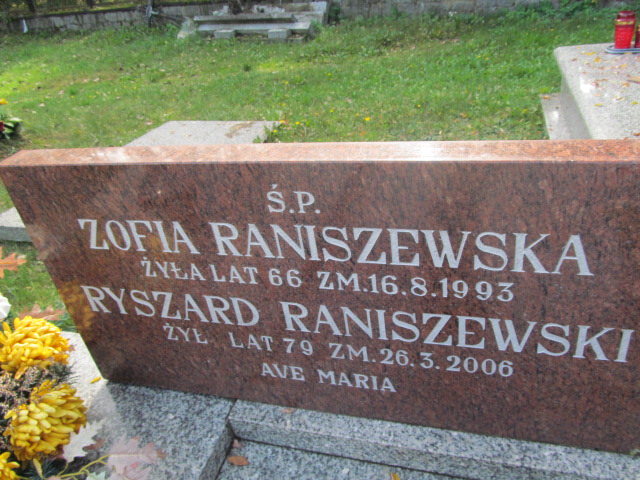 Ś.P.
ZOFIA RANISZEWSKA
ŻYŁA LAT 66 ZM.16.8.1993
RYSZARD RANISZEWSKI
ŻYŁ LAT 79 ZM.26.3.2006
AVE MARIA